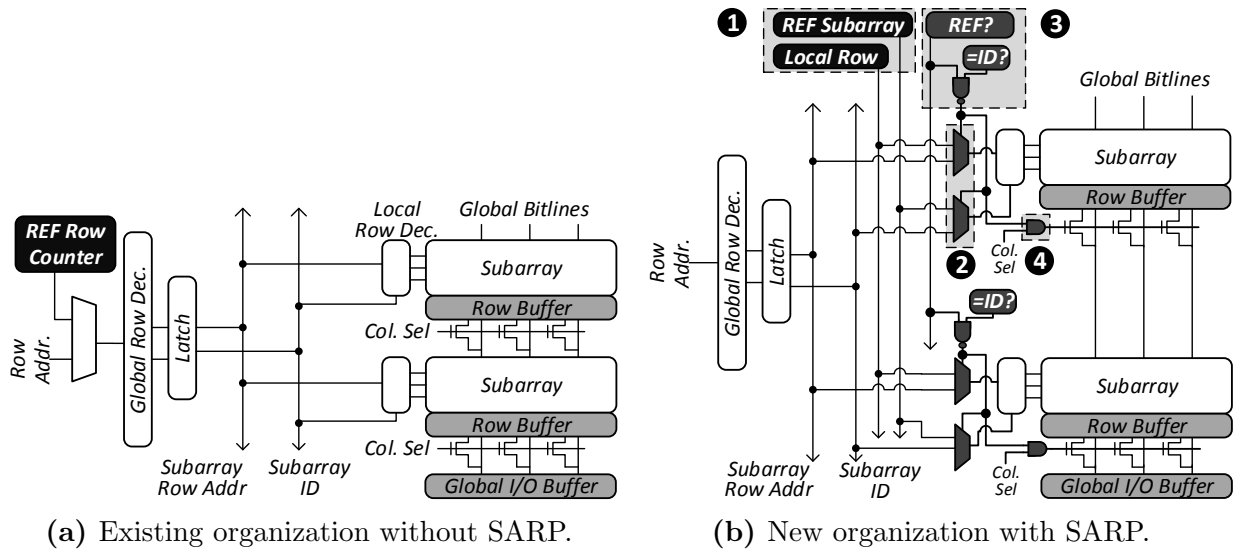 REF Row
Counter
Row
Addr.
Global Row Dec.
Latch
Local
Row Dec.
Global Bitlines
Subarray
Row Buffer
Col. Sel
Subarray
Row Buffer
Col. Sel
Global I/O Buffer
Subarray
Row Addr
Subarray
ID
(a) Existing organization without SARP.
1
REF Subarray
Local Row
REF?
=ID?
3
Global Bitlines
Row
Addr.
Global Row Dec.
Latch
Subarray
Row Buffer
2
Col.
Sel
4
=ID?
Subarray
Row Buffer
Col.
Sel
Global I/O Buffer
Subarray
Row Addr
Subarray
ID
(b) New organization with SARP.